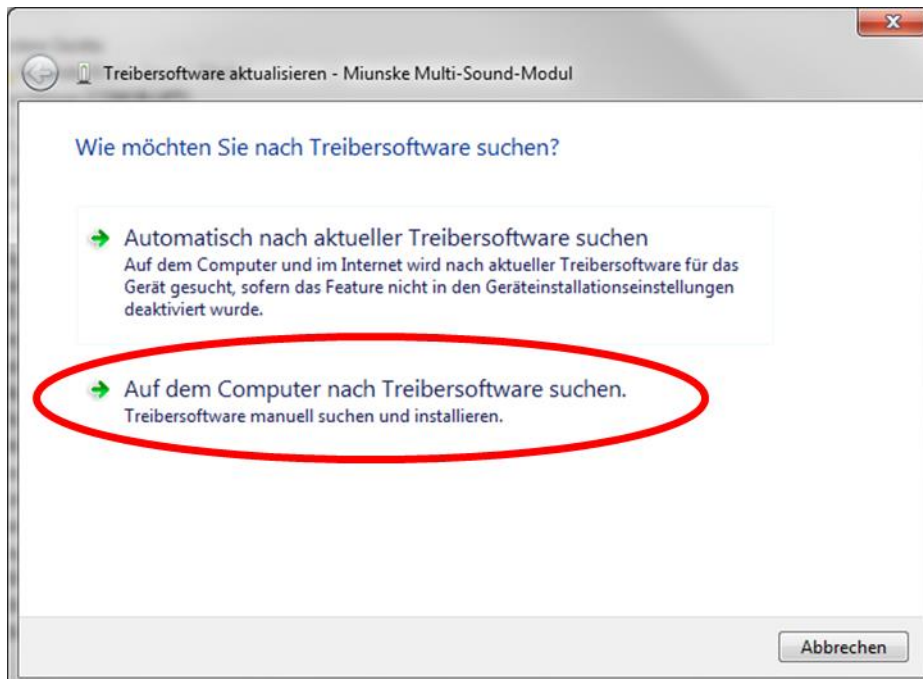 Treibersoftware aktualisieren - Miunske Multi-Sound-Modul
Wie möchten Sie nach Treibersoftware suchen?
Automatisch nach aktueller Treibersoftware suchen
Auf dem Computer und im Internet wird nach aktueller Treibersoftware für das
Gerät gesucht, sofern das Feature nicht in den Geräteinstallationseinstellungen
deaktiviert wurde.
Auf dem Computer nach Treibersoftware suchen.
Treibersoftware manuell suchen und installieren.
Abbrechen